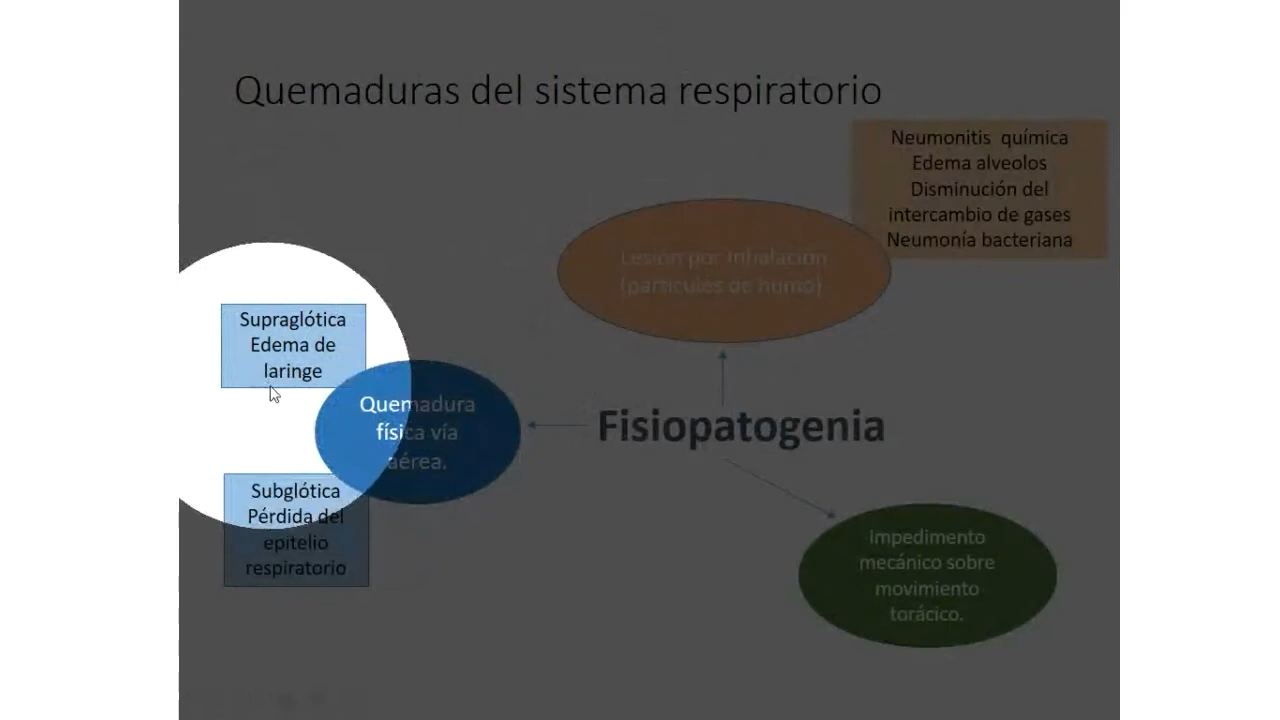 Quemaduras del sistema respiratorio
Neumonitis química
Edema alveolos
Disminución del
intercambio de gases
Neumonía bacteriana
Lesión por Inhalación
(partículas de humo)
Supraglótica
Edema de
laringe
Quemadura
física vía
aérea.
Fisiopatogenia
Subglótica
Pérdida del
epitelio
respiratorio
Impedimento
mecánico sobre
movimiento
torácico.